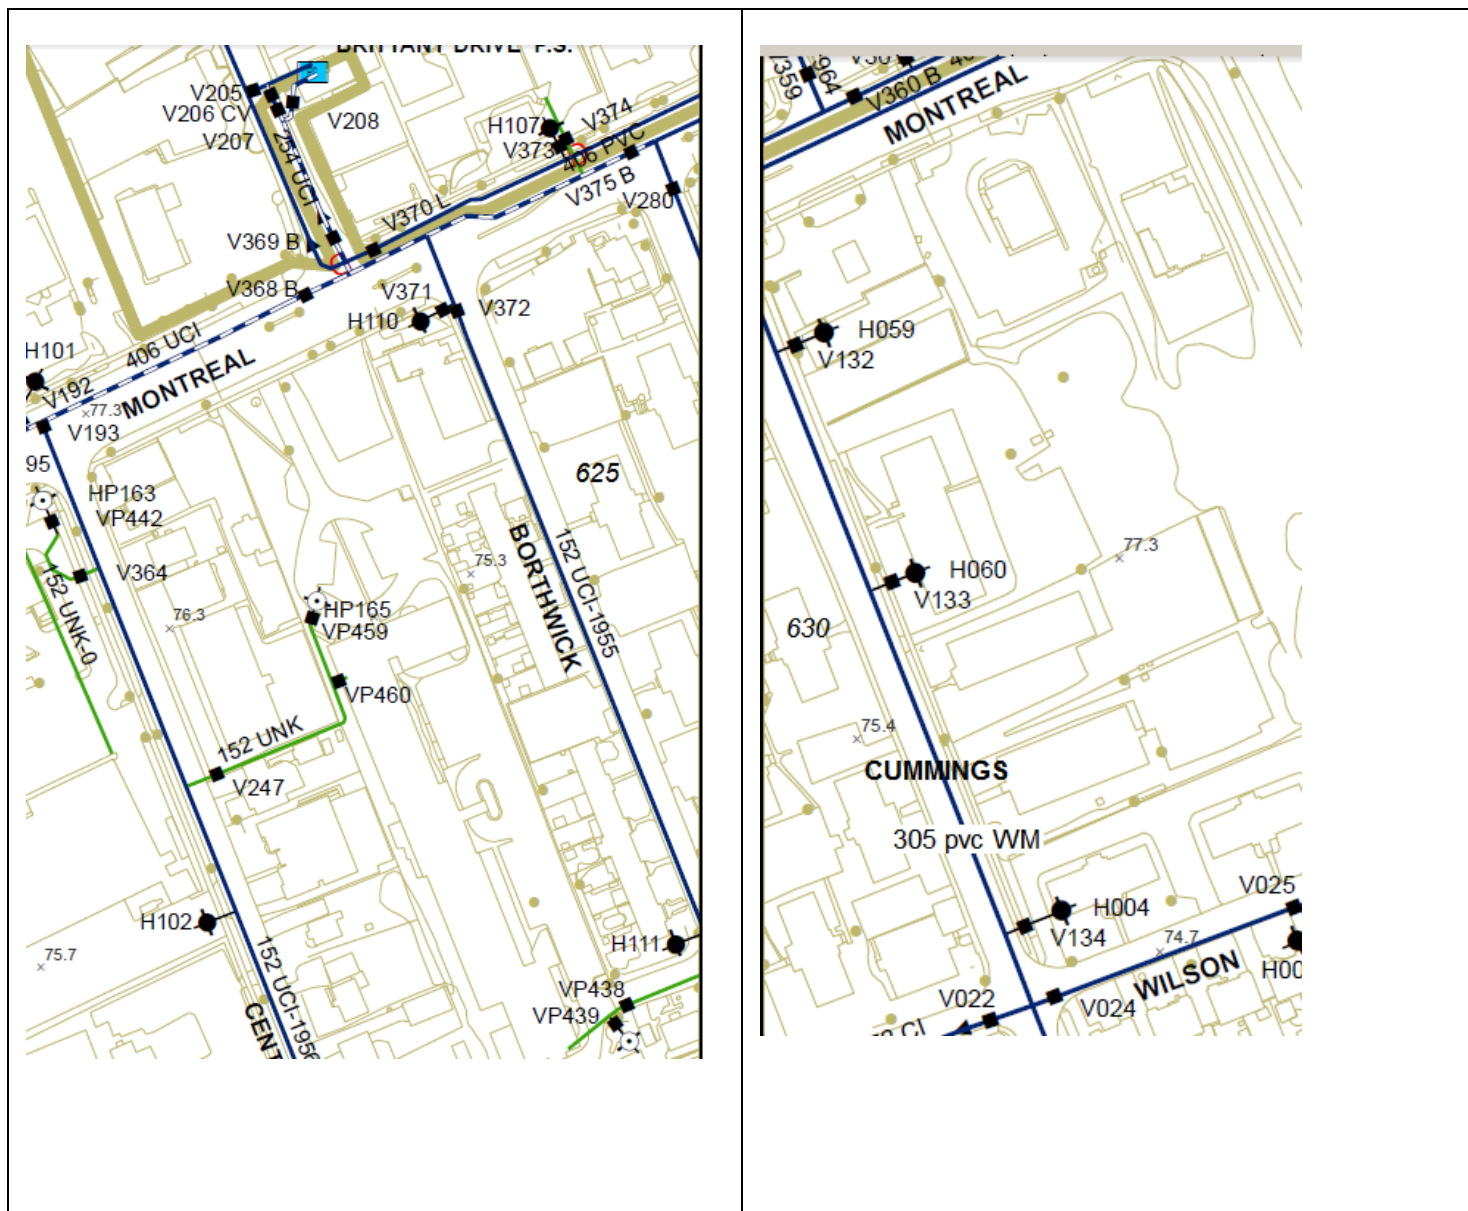 BRITTANY DRIVE P.S.
V205
V206 CV
V207
V208
254 UCI
H107
V374
V373
406 PVC
V375 B
V280
V370 L
V369 B
V368 B
V371
V372
H110
406 UCI
MONTREAL
H101
V192
77.3
V193
95
HP163
VP442
V364
152 UNK-0
76.3
HP165
VP459
VP460
152 UNK
V247
75.3
625
BORTHWICK
152 UCI-1955
H102
75.7
152 UCI-1956
CENT
H111
VP438
VP439
V360 B
MONTREAL
H059
V132
H060
V133
77.3
630
75.4
CUMMINGS
305 pvc WM
H004
V134
V025
74.7
WILSON
H00
V022
V024